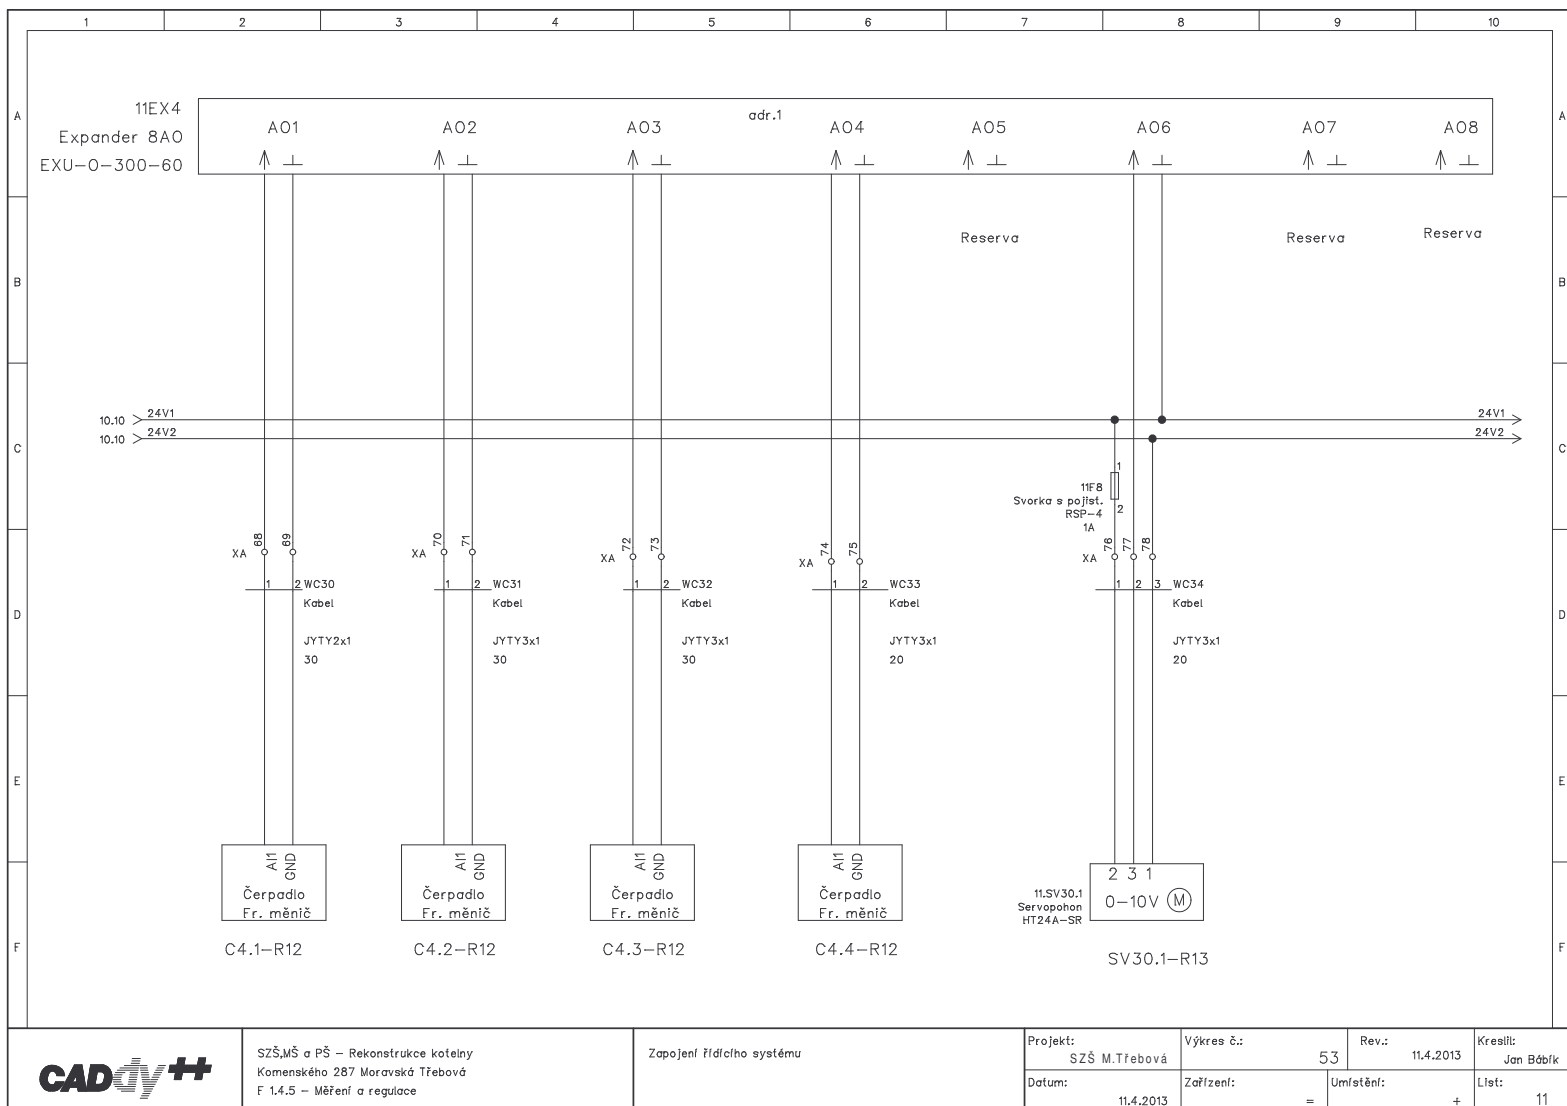 1 2 3 4 5 6 7 8 9 10
A A
11EX4
Expander 8AO
EXU-0-300-60
adr.1
AO1 AO2 AO3 AO4 AO5 AO6 AO7 AO8
Reserva Reserva Reserva
B B
10.10 24V1 24V1
10.10 24V2 24V2
C C
1
11F8
Svorka s pojist.
RSP-4
2
1A
XA 68 69 XA 70 71 XA 72 73 XA 74 75 XA 76 77 78
1 2 WC30 1 2 WC31 1 2 WC32 1 2 WC33 1 2 3 WC34
Kabel Kabel Kabel Kabel Kabel
D D
JYTY2x1 JYTY3x1 JYTY3x1 JYTY3x1 JYTY3x1
30 30 30 20 20
E E
AI1 GND AI1 GND AI1 GND AI1 GND 2 3 1
Čerpadlo Čerpadlo Čerpadlo Čerpadlo
Fr. měnič Fr. měnič Fr. měnič Fr. měnič
11.SV30.1
Servopohon
HT24A-SR
0-10V M
C4.1-R12 C4.2-R12 C4.3-R12 C4.4-R12
SV30.1-R13
F F
CADdy++
SZŠ,MŠ a PŠ - Rekonstrukce kotelny
Komenského 287 Moravská Třebová
F 1.4.5 - Měření a regulace
Zapojení řídícího systému
Projekt:
SZŠ M.Třebová
Výkres č.:
53
Rev.:
11.4.2013
Kreslil:
Jan Bábík
Datum:
11.4.2013
Zařízení:
=
Umístění:
+
List:
11